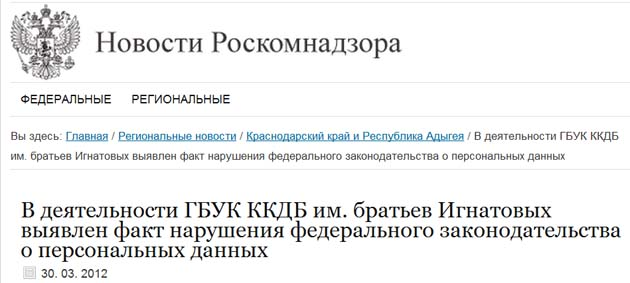 Новости Роскомнадзора
ФЕДЕРАЛЬНЫЕ РЕГИОНАЛЬНЫЕ
Вы здесь: Главная / Региональные новости / Краснодарский край и Республика Адыгея / В деятельности ГБУК ККДБ
им. братьев Игнатовых выявлен факт нарушения федерального законодательства о персональных данных
В деятельности ГБУК ККДБ им. братьев Игнатовых
выявлен факт нарушения федерального законодательства
о персональных данных
30. 03. 2012